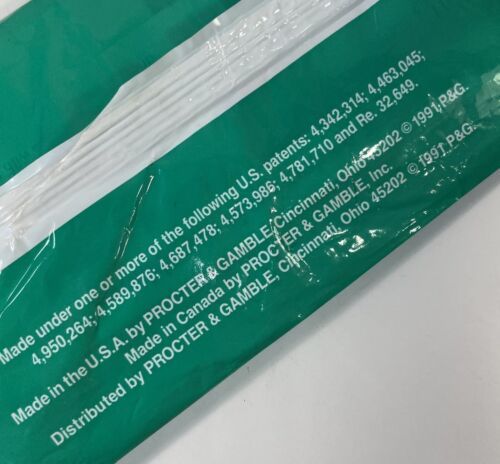 Made under one or more of the following U.S. patents: 4,342,314; 4,463,045;
4,950,264; 4,589,876; 4,687,478; 4,573,986; 4,781,710 and Re. 32,649.
Made in the U.S.A. by PROCTER & GAMBLE, Cincinnati, Ohio 45202 © 1991 P&G.
Made in Canada by PROCTER & GAMBLE, Inc.
Distributed by PROCTER & GAMBLE, Cincinnati, Ohio 45202 © 1991 P&G.